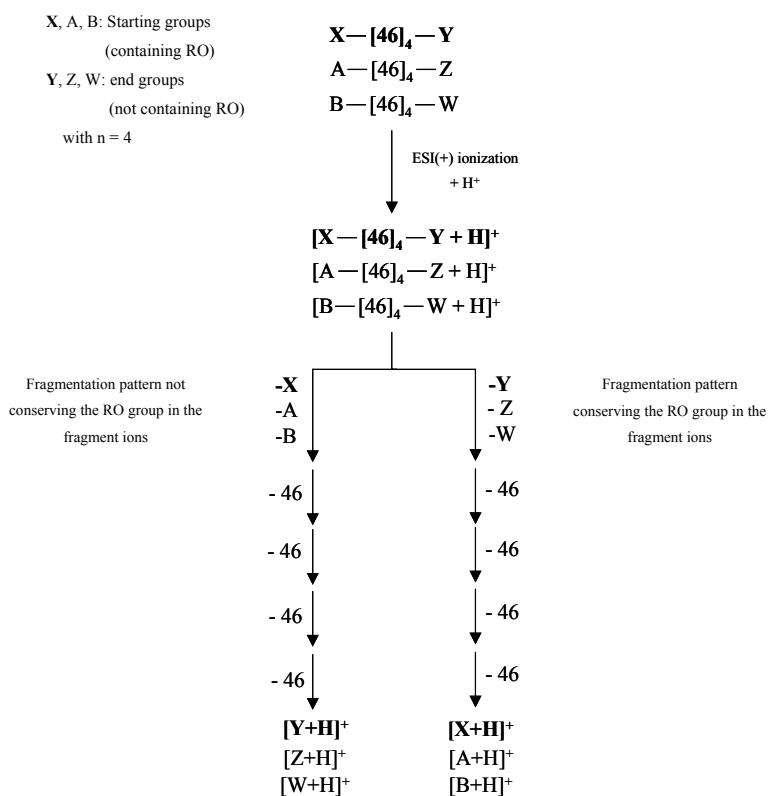 X, A, B: Starting groups
(containing RO)
Y, Z, W: end groups
(not containing RO)
with n = 4
X—[46]₄—Y
A—[46]₄—Z
B—[46]₄—W
ESI(+) ionization
+ H⁺
[X—[46]₄—Y + H]⁺
[A—[46]₄—Z + H]⁺
[B—[46]₄—W + H]⁺
Fragmentation pattern not
conserving the RO group in the
fragment ions
-X
-A
-B
-Y
- Z
-W
Fragmentation pattern
conserving the RO group in the
fragment ions
- 46
- 46
- 46
- 46
- 46
- 46
- 46
- 46
[Y+H]⁺
[Z+H]⁺
[W+H]⁺
[X+H]⁺
[A+H]⁺
[B+H]⁺